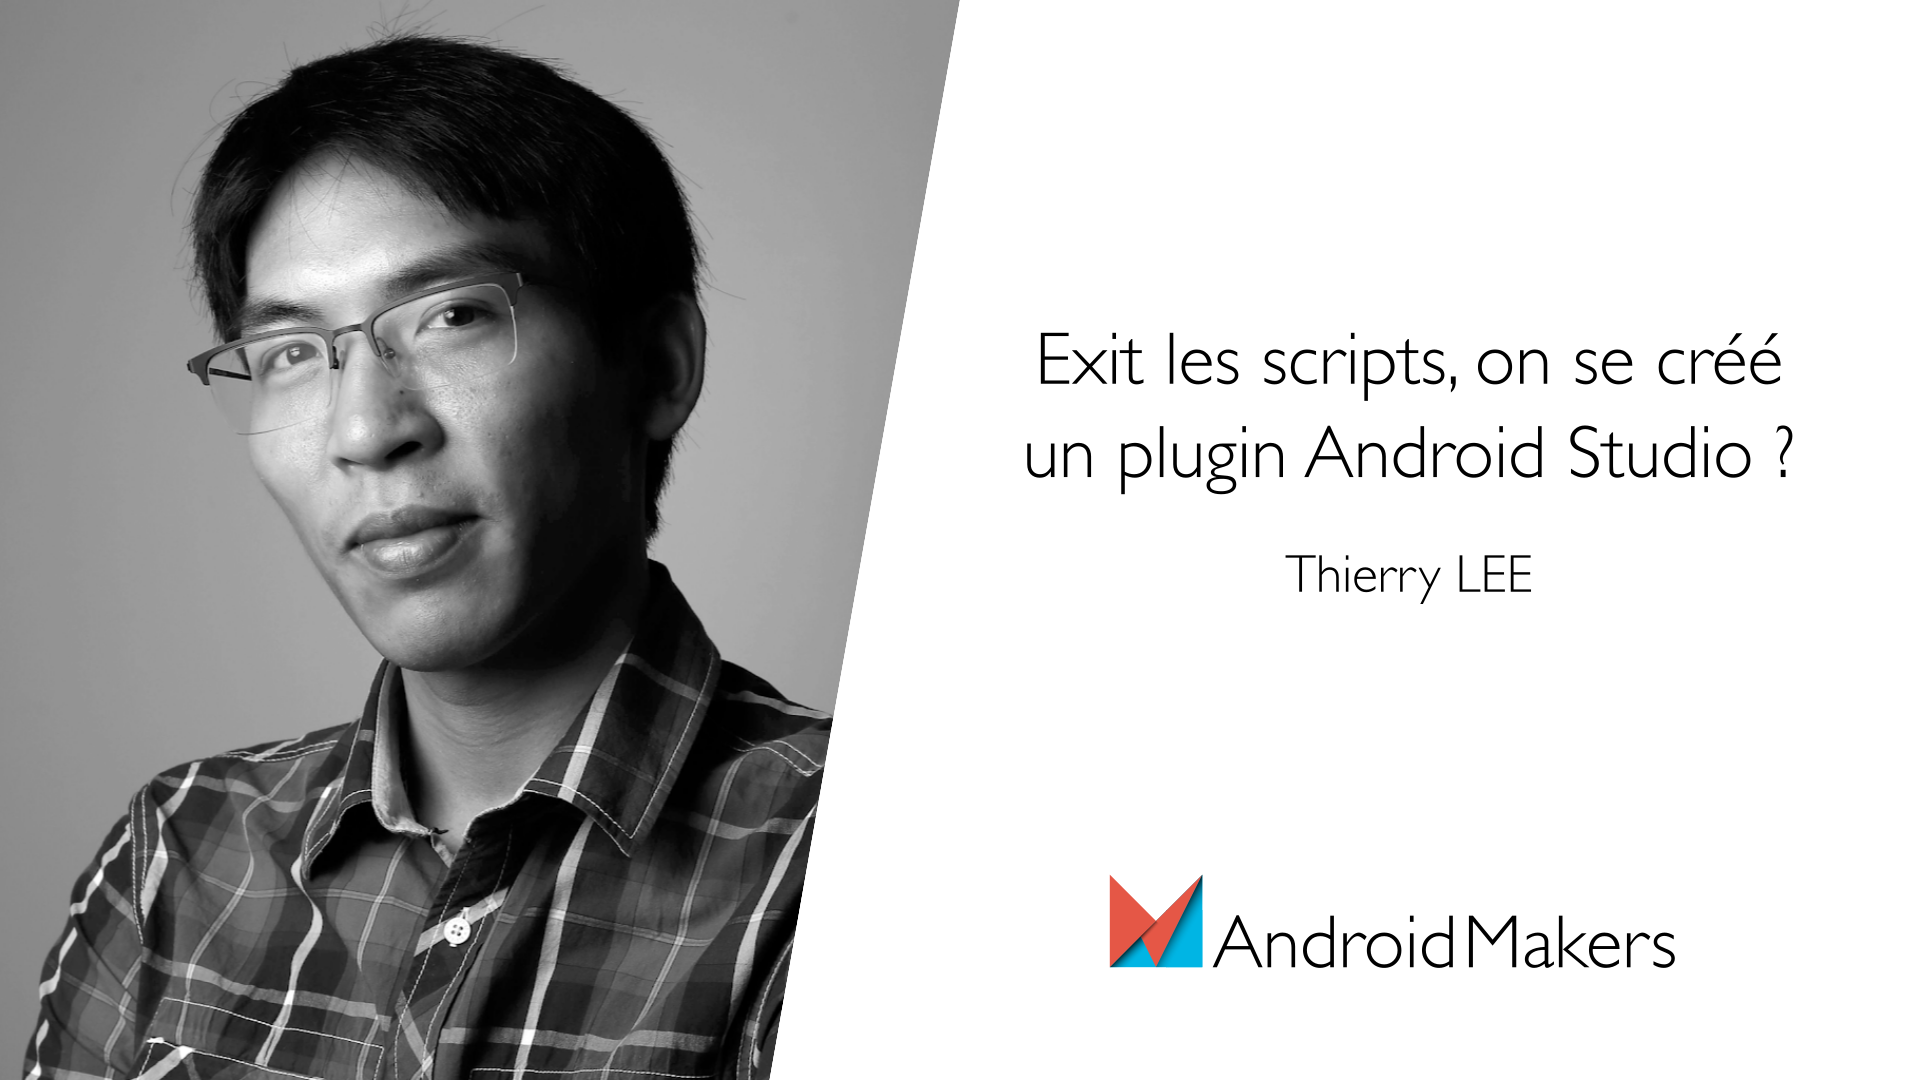 Exit les scripts, on se créé
un plugin Android Studio ?
Thierry LEE
AndroidMakers